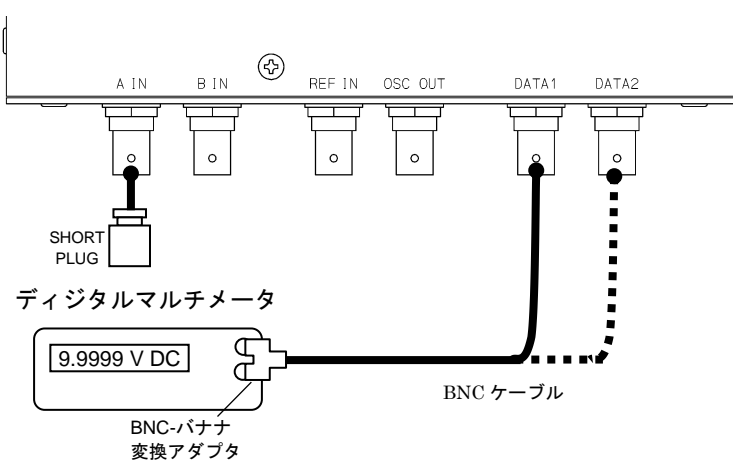 A IN B IN REF IN OSC OUT DATA1 DATA2
SHORT
PLUG
ディジタルマルチメータ
9.9999 V DC
BNC ケーブル
BNC-バナナ
変換アダプタ